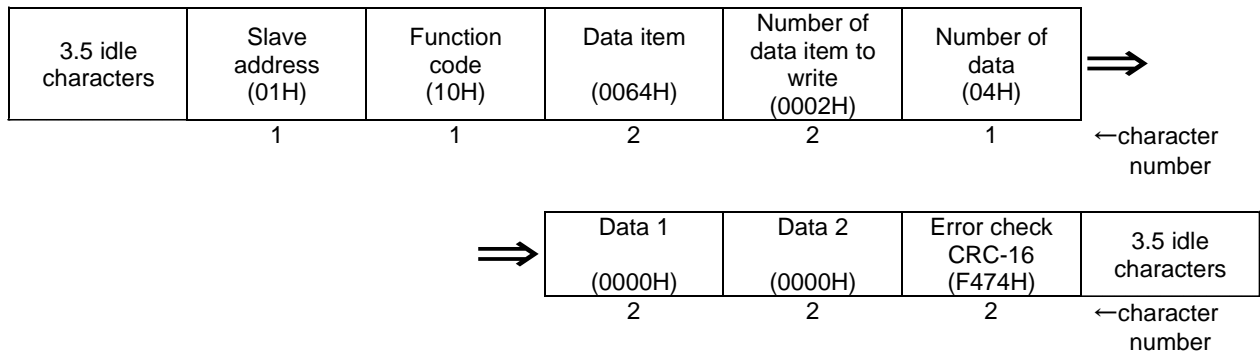 3.5 idle
characters
Slave
address
(01H)
Function
code
(10H)
Data item
(0064H)
Number of
data item to
write
(0002H)
Number of
data
(04H)
⇒
1
1
2
2
1
←character
number
⇒
Data 1
(0000H)
Data 2
(0000H)
Error check
CRC-16
(F474H)
3.5 idle
characters
2
2
2
←character
number